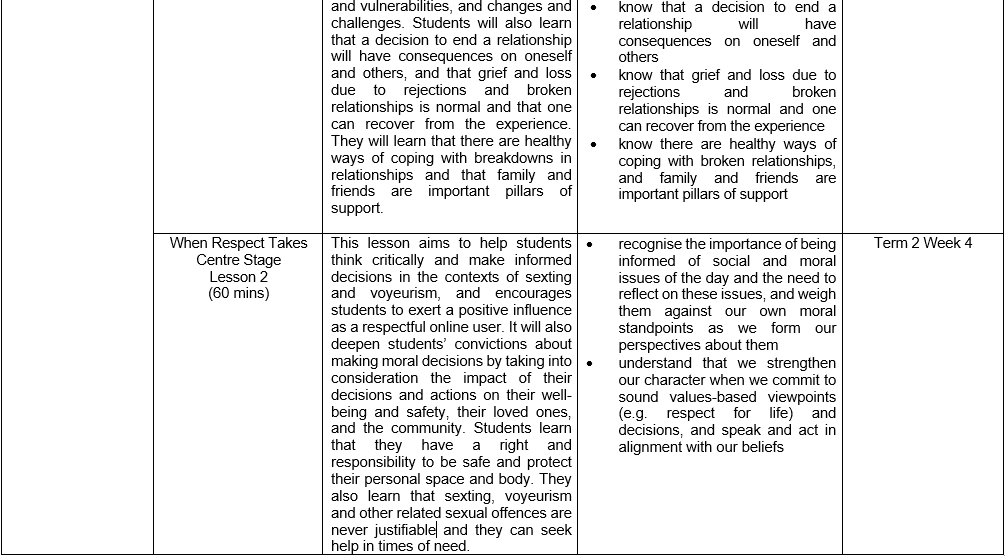 and vulnerabilities, and changes and
challenges. Students will also learn
that a decision to end a relationship
will have consequences on oneself
and others, and that grief and loss
due to rejections and broken
relationships is normal and that one
can recover from the experience.
They will learn that there are healthy
ways of coping with breakdowns in
relationships and that family and
friends are important pillars of
support.
• know that a decision to end a
relationship will have
consequences on oneself and
others
• know that grief and loss due to
rejections and broken
relationships is normal and one
can recover from the experience
• know there are healthy ways of
coping with broken relationships,
and family and friends are
important pillars of support
When Respect Takes
Centre Stage
Lesson 2
(60 mins)
This lesson aims to help students
think critically and make informed
decisions in the contexts of sexting
and voyeurism, and encourages
students to exert a positive influence
as a respectful online user. It will also
deepen students’ convictions about
making moral decisions by taking into
consideration the impact of their
decisions and actions on their well-
being and safety, their loved ones,
and the community. Students learn
that they have a right and
responsibility to be safe and protect
their personal space and body. They
also learn that sexting, voyeurism
and other related sexual offences are
never justifiable and they can seek
help in times of need.
• recognise the importance of being
informed of social and moral
issues of the day and the need to
reflect on these issues, and weigh
them against our own moral
standpoints as we form our
perspectives about them
• understand that we strengthen
our character when we commit to
sound values-based viewpoints
(e.g. respect for life) and
decisions, and speak and act in
alignment with our beliefs
Term 2 Week 4